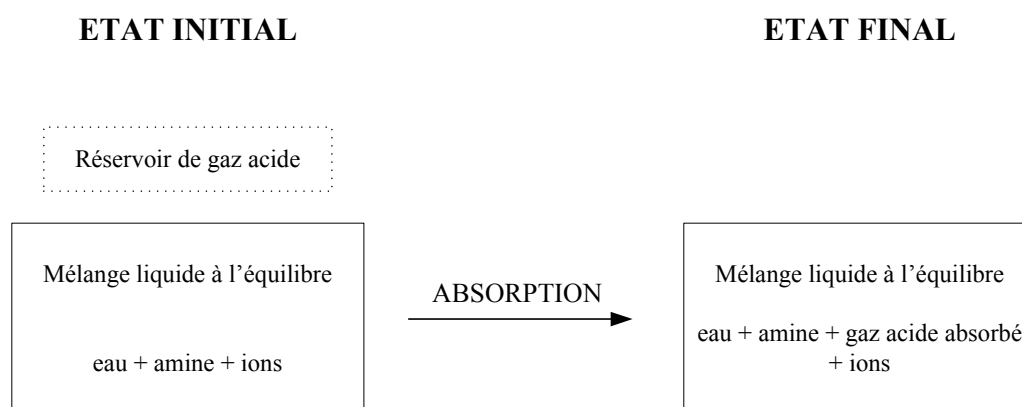 ETAT INITIAL
ETAT FINAL
Réservoir de gaz acide
Mélange liquide à l'équilibre
eau + amine + ions
ABSORPTION
Mélange liquide à l'équilibre
eau + amine + gaz acide absorbé
+ ions